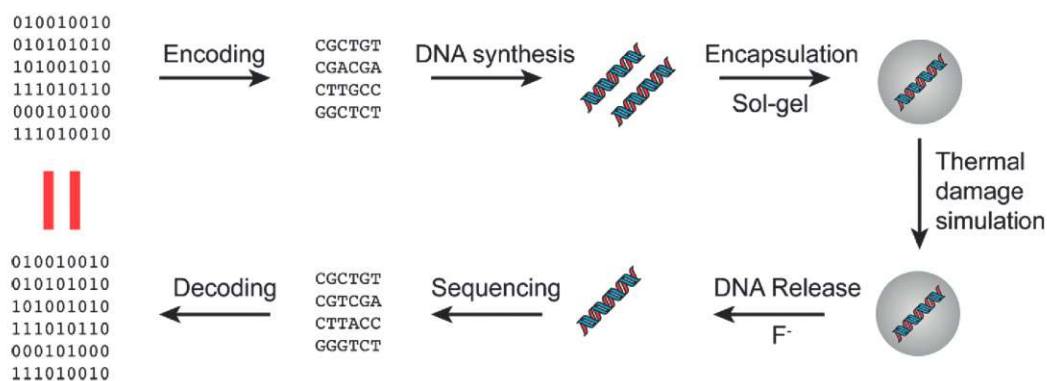 010010010
010101010
101001010
111010110
000101000
111010010
Encoding
CGCTGT
CGACGA
CTTGCC
GGCTCT
DNA synthesis
Encapsulation
Sol-gel
Thermal
damage
simulation
DNA Release
F-
Sequencing
CGCTGT
CGTCGA
CTTACC
GGGTCT
Decoding
010010010
010101010
101001010
111010110
000101000
111010010